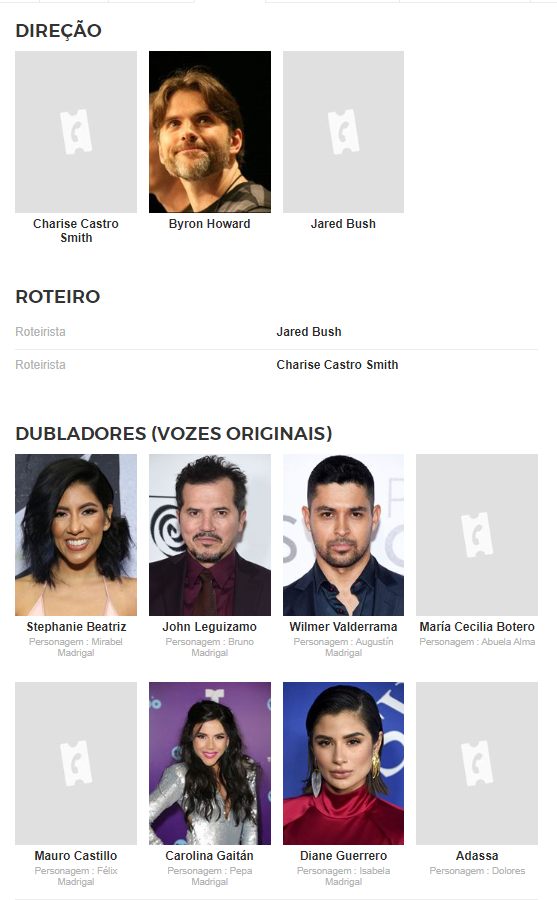 DIREÇÃO
Charise Castro
Smith
Byron Howard
Jared Bush
ROTEIRO
Roteirista
Jared Bush
Roteirista
Charise Castro Smith
DUBLADORES (VOZES ORIGINAIS)
Stephanie Beatriz
Personagem : Mirabel
Madrigal
John Leguizamo
Personagem : Bruno
Madrigal
Wilmer Valderrama
Personagem : Augustín
Madrigal
María Cecilia Botero
Personagem : Abuela Alma
Mauro Castillo
Personagem : Félix
Madrigal
Carolina Gaitán
Personagem : Pepa
Madrigal
Diane Guerrero
Personagem : Isabela
Madrigal
Adassa
Personagem : Dolores